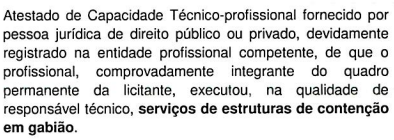 Atestado de Capacidade Técnico-profissional fornecido por
pessoa jurídica de direito público ou privado, devidamente
registrado na entidade profissional competente, de que o
profissional, comprovadamente integrante do quadro
permanente da licitante, executou, na qualidade de
responsável técnico, serviços de estruturas de contenção
em gabião.